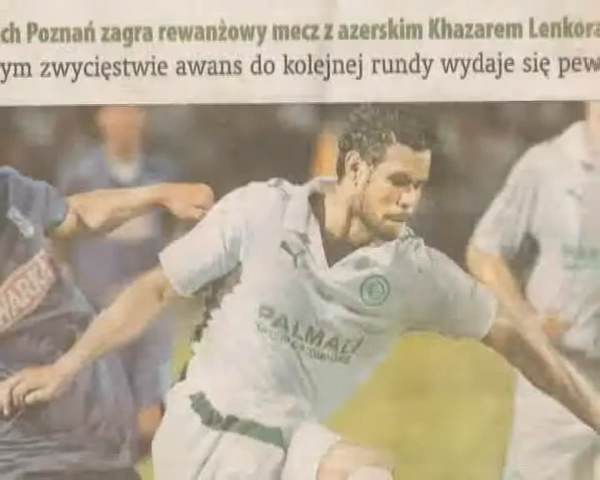 ch Poznań zagra rewanżowy mecz z azerskim Khazarem Lenkora
ym zwycięstwie awans do kolejnej rundy wydaje się pew
PALMAL